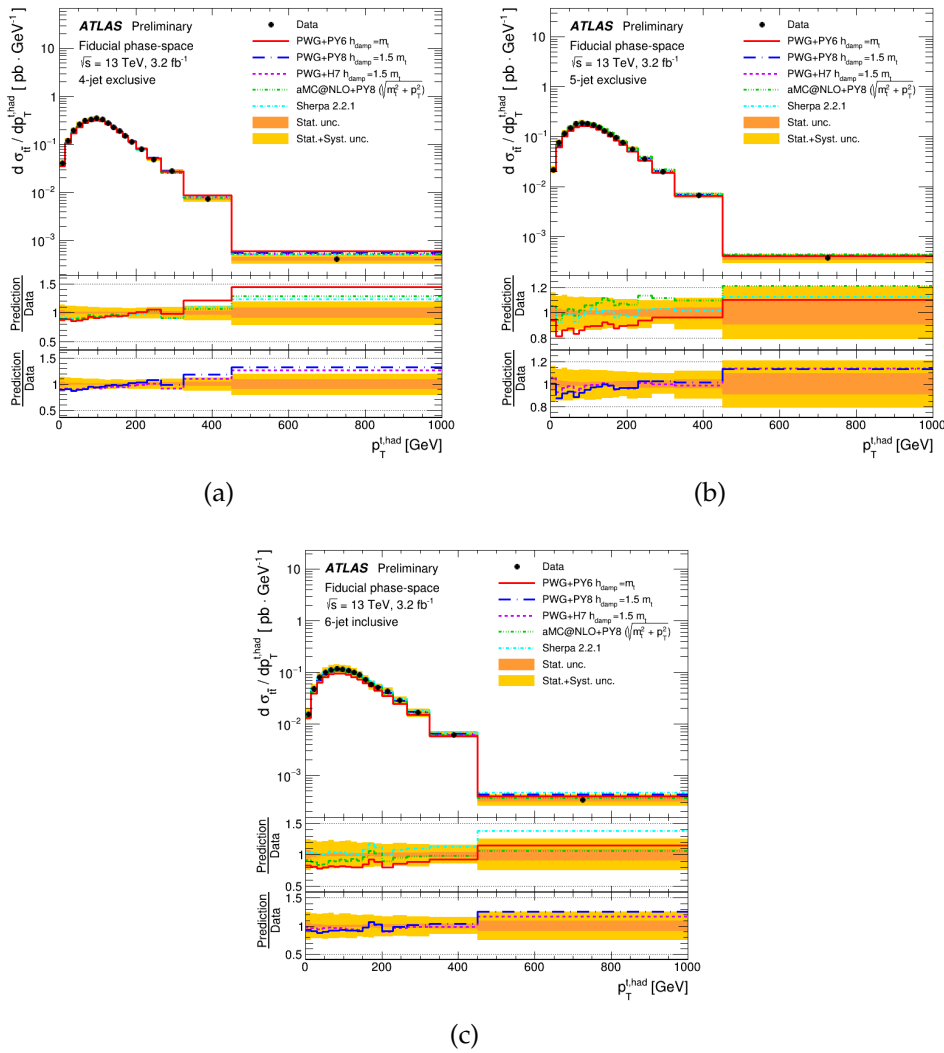 ATLAS Preliminary
Fiducial phase-space
√s = 13 TeV, 3.2 fb⁻¹
4-jet exclusive
Data
PWG+PY6 h_damp=m_t
PWG+PY8 h_damp=1.5 m_t
PWG+H7 h_damp=1.5 m_t
aMC@NLO+PY8 (√m_t²+p_T²)
Sherpa 2.2.1
Stat. unc.
Stat.+Syst. unc.
d σ_tt̄ / dp_T^t,had [ pb · GeV⁻¹]
10
1
10⁻¹
10⁻²
10⁻³
Prediction
Data
1.5
1
0.5
Prediction
Data
1.5
1
0.5
0 200 400 600 800 1000
p_T^t,had [GeV]
(a)
ATLAS Preliminary
Fiducial phase-space
√s = 13 TeV, 3.2 fb⁻¹
5-jet exclusive
Data
PWG+PY6 h_damp=m_t
PWG+PY8 h_damp=1.5 m_t
PWG+H7 h_damp=1.5 m_t
aMC@NLO+PY8 (√m_t²+p_T²)
Sherpa 2.2.1
Stat. unc.
Stat.+Syst. unc.
d σ_tt̄ / dp_T^t,had [ pb · GeV⁻¹]
10
1
10⁻¹
10⁻²
10⁻³
Prediction
Data
1.2
1
0.8
Prediction
Data
1.2
1
0.8
0 200 400 600 800 1000
p_T^t,had [GeV]
(b)
ATLAS Preliminary
Fiducial phase-space
√s = 13 TeV, 3.2 fb⁻¹
6-jet inclusive
Data
PWG+PY6 h_damp=m_t
PWG+PY8 h_damp=1.5 m_t
PWG+H7 h_damp=1.5 m_t
aMC@NLO+PY8 (√m_t²+p_T²)
Sherpa 2.2.1
Stat. unc.
Stat.+Syst. unc.
d σ_tt̄ / dp_T^t,had [ pb · GeV⁻¹]
10
1
10⁻¹
10⁻²
10⁻³
Prediction
Data
1.5
1
0.5
Prediction
Data
1.5
1
0.5
0 200 400 600 800 1000
p_T^t,had [GeV]
(c)